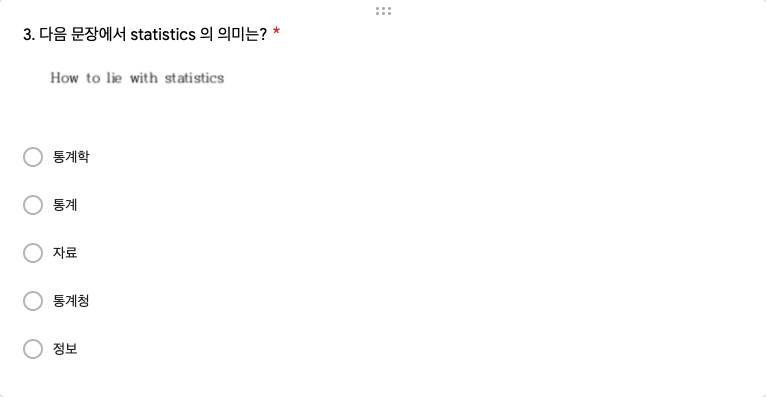 3. 다음 문장에서 statistics 의 의미는? *
How to lie with statistics
통계학
통계
자료
통계청
정보